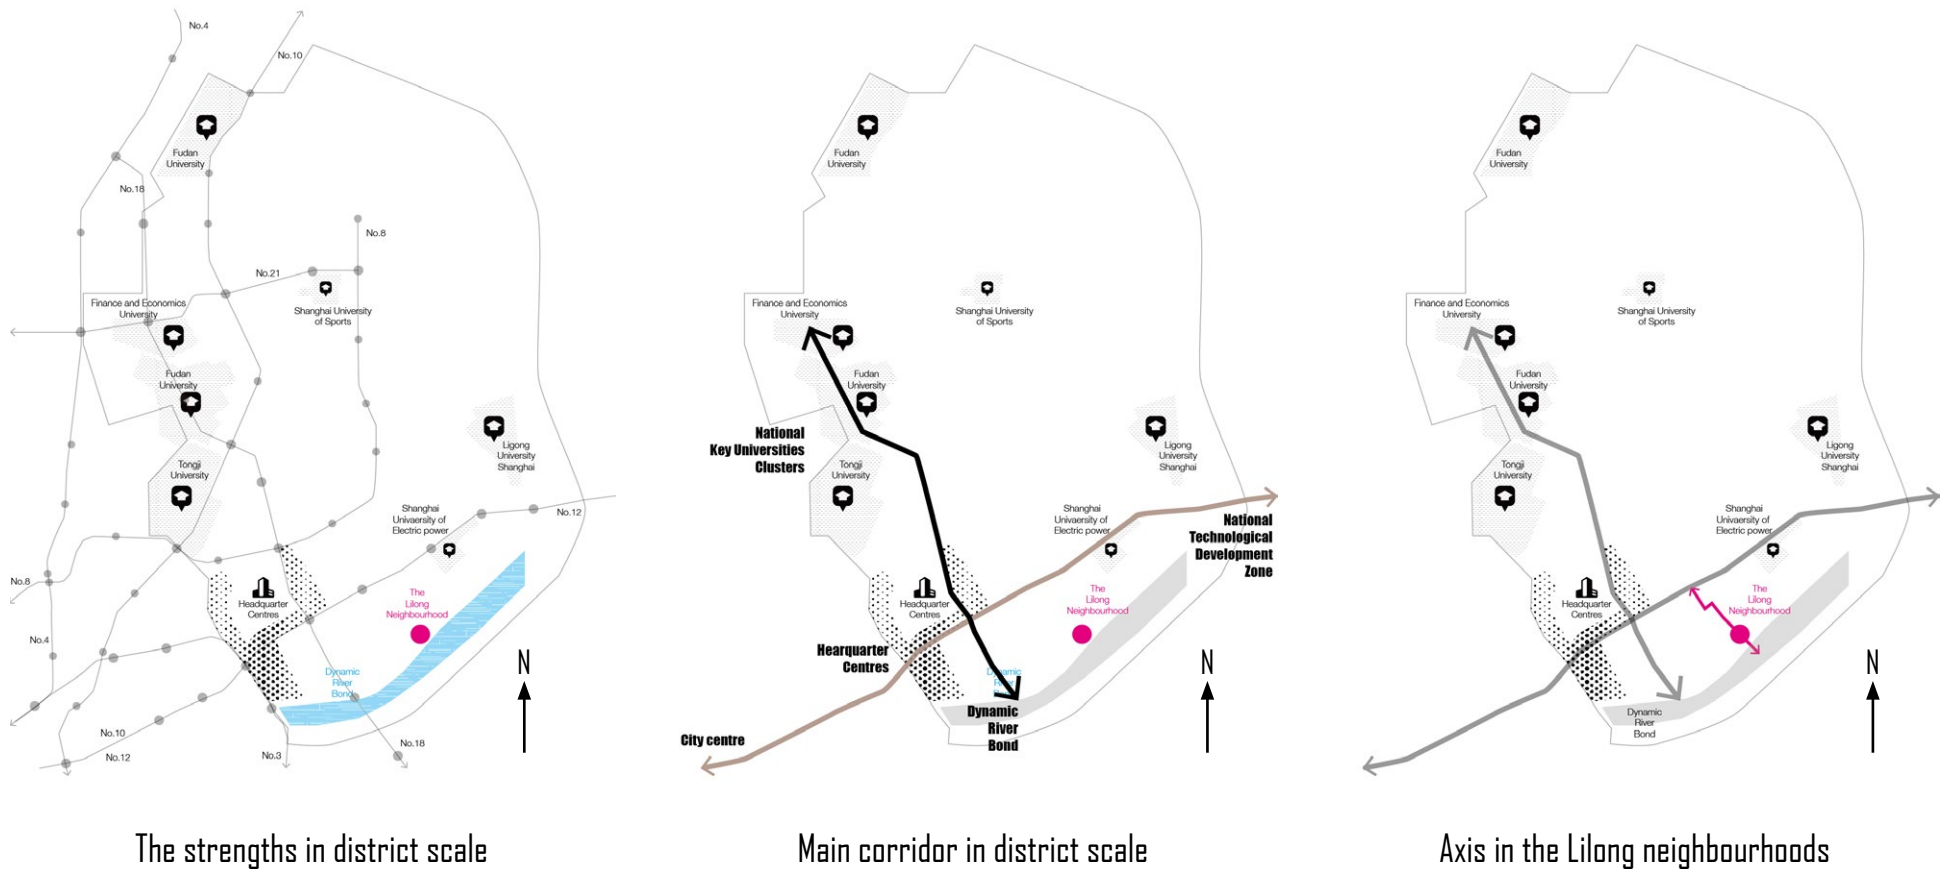 No.4
No.10
Fudan
University
No.18
No.8
No.21
Finance and Economics
University
Shanghai University
of Sports
Fudan
University
Ligong
University
Shanghai
Tongji
University
Shanghai
Univaersity of
Electric power
No.12
No.8
Headquarter
Centres
The
Lilong
Neighbourhood
No.4
Dynamic
River
Bond
N
No.10
No.12
No.3
No.18
The strengths in district scale
Fudan
University
Finance and Economics
University
Shanghai University
of Sports
Fudan
University
National
Key Universities
Clusters
Ligong
University
Shanghai
Tongji
University
Shanghai
Univaersity of
Electric power
National
Technological
Development
Zone
Headquarter
Centres
The
Lilong
Neighbourhood
Hearquarter
Centres
Dynamic
River
Bond
Dynamic
River
Bond
City centre
N
Main corridor in district scale
Fudan
University
Finance and Economics
University
Shanghai University
of Sports
Fudan
University
Ligong
University
Shanghai
Tongji
University
Shanghai
Univaersity of
Electric power
Headquarter
Centres
The
Lilong
Neighbourhood
Dynamic
River
Bond
N
Axis in the Lilong neighbourhoods